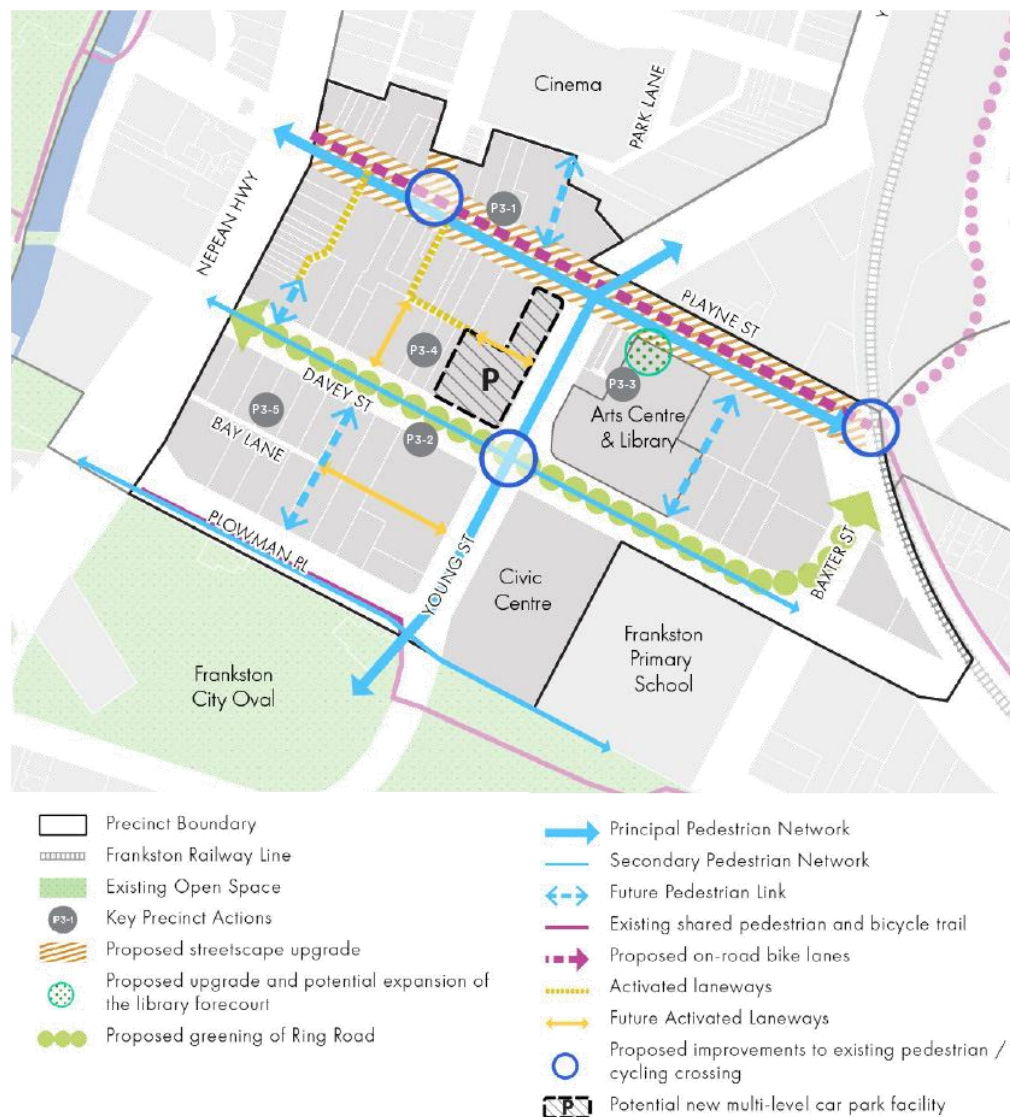 Cinema
PARK LANE
Y
NEPEAN HWY
P3-1
PLAYNE ST
P3-4
P
P3-3
Arts Centre
& Library
DAVEY ST
P3-5
P3-2
BAY LANE
PLOWMAN PL
YOUNG ST
BAXTER ST
Civic
Centre
Frankston
Primary
School
Frankston
City Oval
Precinct Boundary
Frankston Railway Line
Existing Open Space
P3-1
Key Precinct Actions
Proposed streetscape upgrade
Proposed upgrade and potential expansion of
the library forecourt
Proposed greening of Ring Road
Principal Pedestrian Network
Secondary Pedestrian Network
Future Pedestrian Link
Existing shared pedestrian and bicycle trail
Proposed on-road bike lanes
Activated laneways
Future Activated Laneways
Proposed improvements to existing pedestrian /
cycling crossing
P
Potential new multi-level car park facility